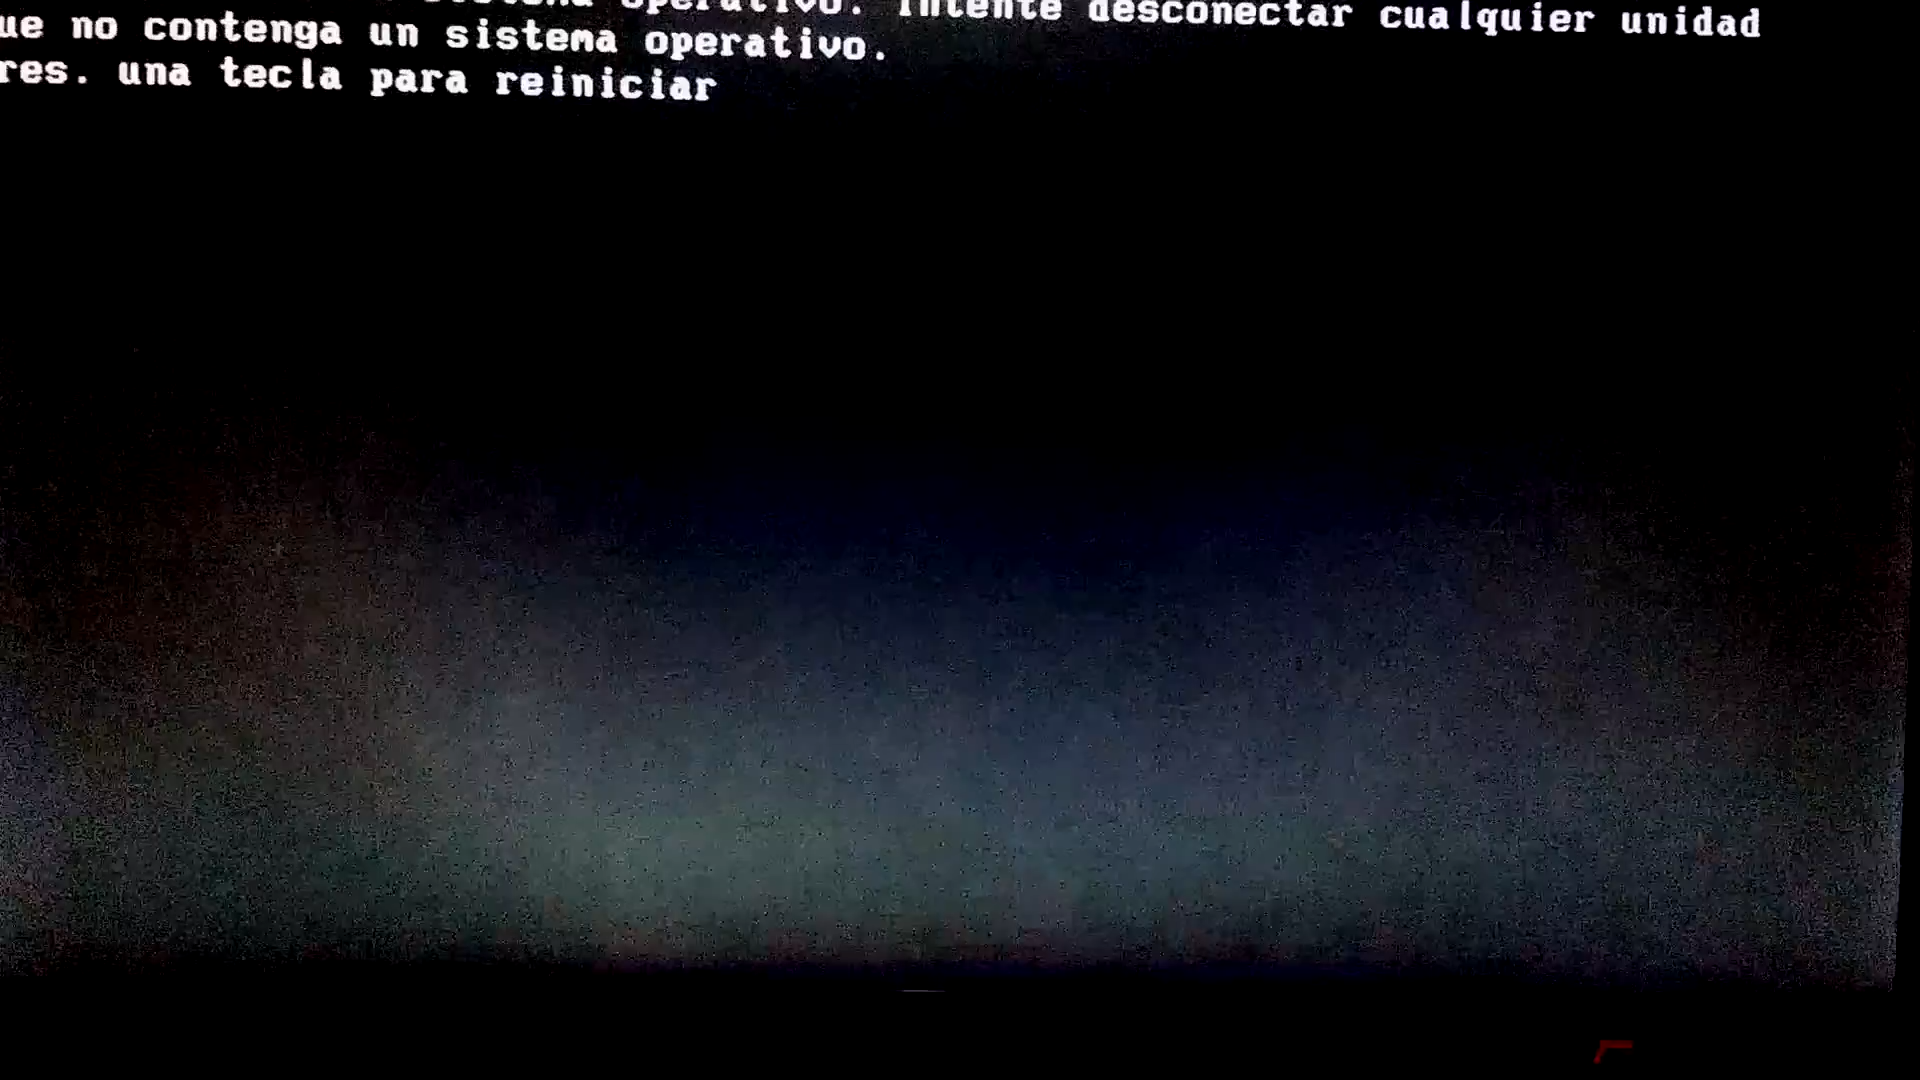 operativo. Intente desconectar cualquier unidad
ue no contenga un sistema operativo.
res. una tecla para reiniciar